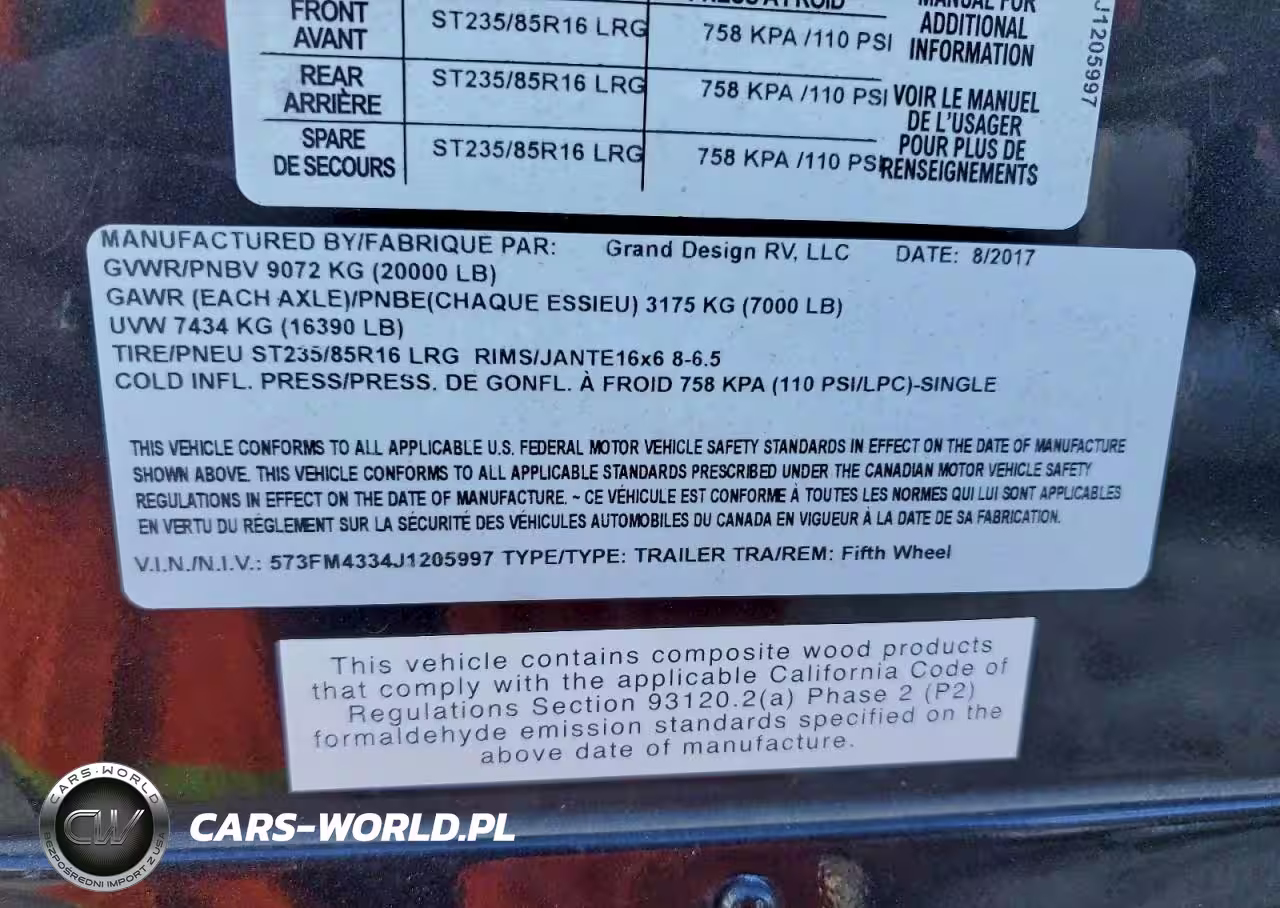 FRONT
AVANT
ST235/85R16 LRG
758 KPA /110 PSI
REAR
ARRIÈRE
ST235/85R16 LRG
758 KPA /110 PSI
SPARE
DE SECOURS
ST235/85R16 LRG
758 KPA /110 PSI
MANUAL FOR
ADDITIONAL
INFORMATION
VOIR LE MANUEL
DE L'USAGER
POUR PLUS DE
RENSEIGNEMENTS
J1205997
MANUFACTURED BY/FABRIQUE PAR: Grand Design RV, LLC DATE: 8/2017
GVWR/PNBV 9072 KG (20000 LB)
GAWR (EACH AXLE)/PNBE(CHAQUE ESSIEU) 3175 KG (7000 LB)
UVW 7434 KG (16390 LB)
TIRE/PNEU ST235/85R16 LRG RIMS/JANTE16x6 8-6.5
COLD INFL. PRESS/PRESS. DE GONFL. À FROID 758 KPA (110 PSI/LPC)-SINGLE
THIS VEHICLE CONFORMS TO ALL APPLICABLE U.S. FEDERAL MOTOR VEHICLE SAFETY STANDARDS IN EFFECT ON THE DATE OF MANUFACTURE
SHOWN ABOVE. THIS VEHICLE CONFORMS TO ALL APPLICABLE STANDARDS PRESCRIBED UNDER THE CANADIAN MOTOR VEHICLE SAFETY
REGULATIONS IN EFFECT ON THE DATE OF MANUFACTURE. ~ CE VÉHICULE EST CONFORME À TOUTES LES NORMES QUI LUI SONT APPLICABLES
EN VERTU DU RÉGLEMENT SUR LA SÉCURITÉ DES VÉHICULES AUTOMOBILES DU CANADA EN VIGUEUR À LA DATE DE SA FABRICATION.
V.I.N./N.I.V.: 573FM4334J1205997 TYPE/TYPE: TRAILER TRA/REM: Fifth Wheel
This vehicle contains composite wood products
that comply with the applicable California Code of
Regulations Section 93120.2(a) Phase 2 (P2)
formaldehyde emission standards specified on the
above date of manufacture.
CARS-WORLD
CW
BEZPOŚREDNI IMPORT Z USA
CARS-WORLD.PL